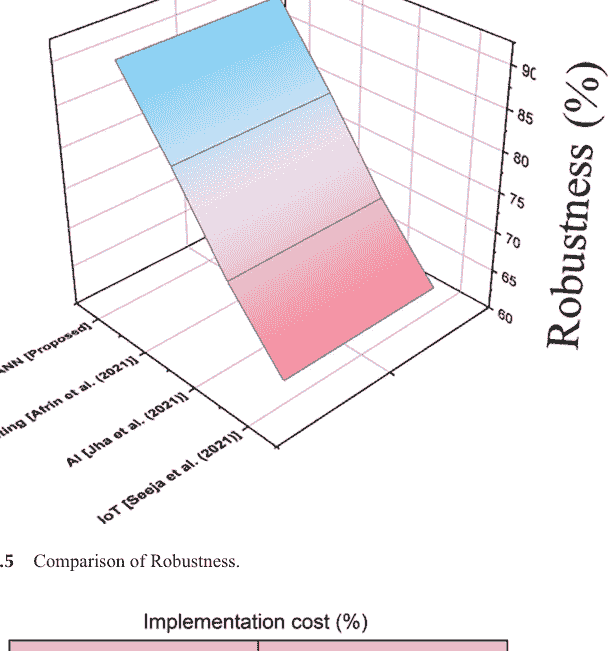 90
85
80
75
70
65
60
Robustness (%)
ANN [Proposed]
[Afrin et al. (2021)]
AI [Jha et al. (2021)]
IoT [Seeja et al. (2021)]
.5 Comparison of Robustness.
Implementation cost (%)